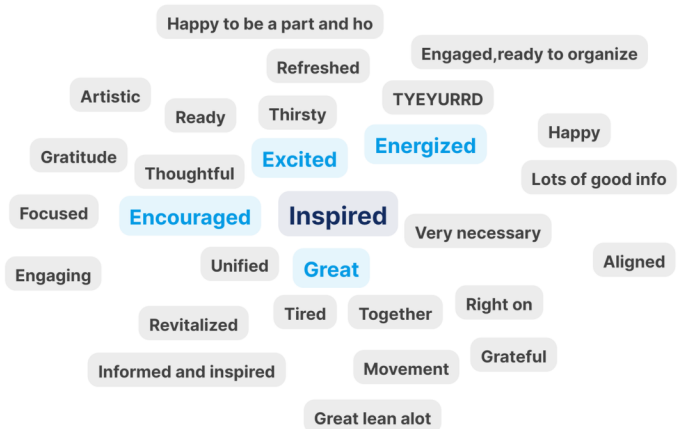 Happy to be a part and ho
Engaged,ready to organize
Refreshed
Artistic
TYEYURRD
Ready
Thirsty
Happy
Energized
Gratitude
Excited
Thoughtful
Lots of good info
Focused
Encouraged
Inspired
Very necessary
Aligned
Unified
Great
Engaging
Right on
Tired
Together
Revitalized
Grateful
Informed and inspired
Movement
Great lean alot